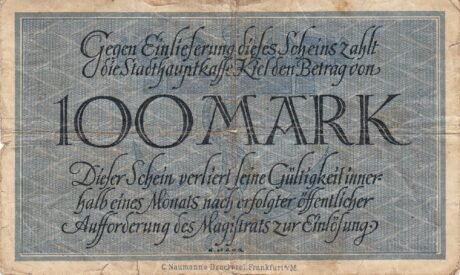 Gegen Einlieferung dieses Scheins zahlt
die Stadthauptkasse Kiel den Betrag von
100 MARK
Dieser Schein verliert seine Gültigkeit inner-
halb eines Monats nach erfolgter öffentlicher
Aufforderung des Magistrats zur Einlösung
C. Naumann's Druckerei, Frankfurt a/M.